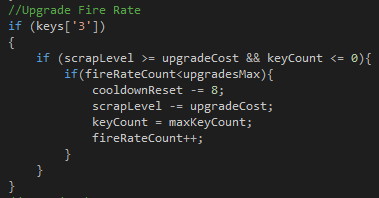 //Upgrade Fire Rate
if (keys['3'])
{
if (scrapLevel >= upgradeCost && keyCount <= 0){
if(fireRateCount<upgradesMax){
cooldownReset -= 8;
scrapLevel -= upgradeCost;
keyCount = maxKeyCount;
fireRateCount++;
}
}
}